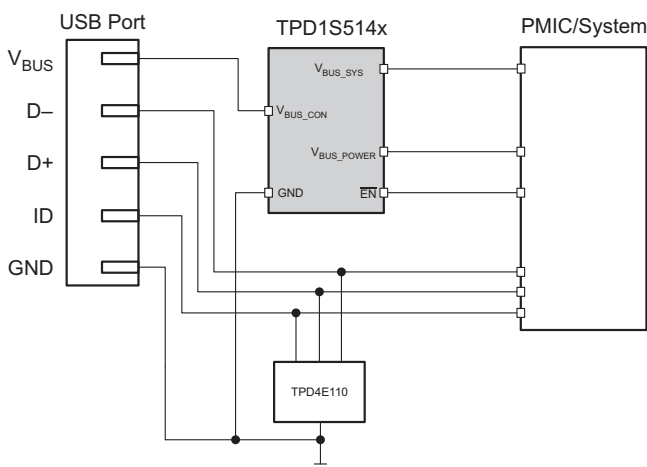 USB Port
TPD1S514x
PMIC/System
VBUS
D–
D+
ID
GND
VBUS_SYS
VBUS_CON
VBUS_POWER
GND
EN
TPD4E110